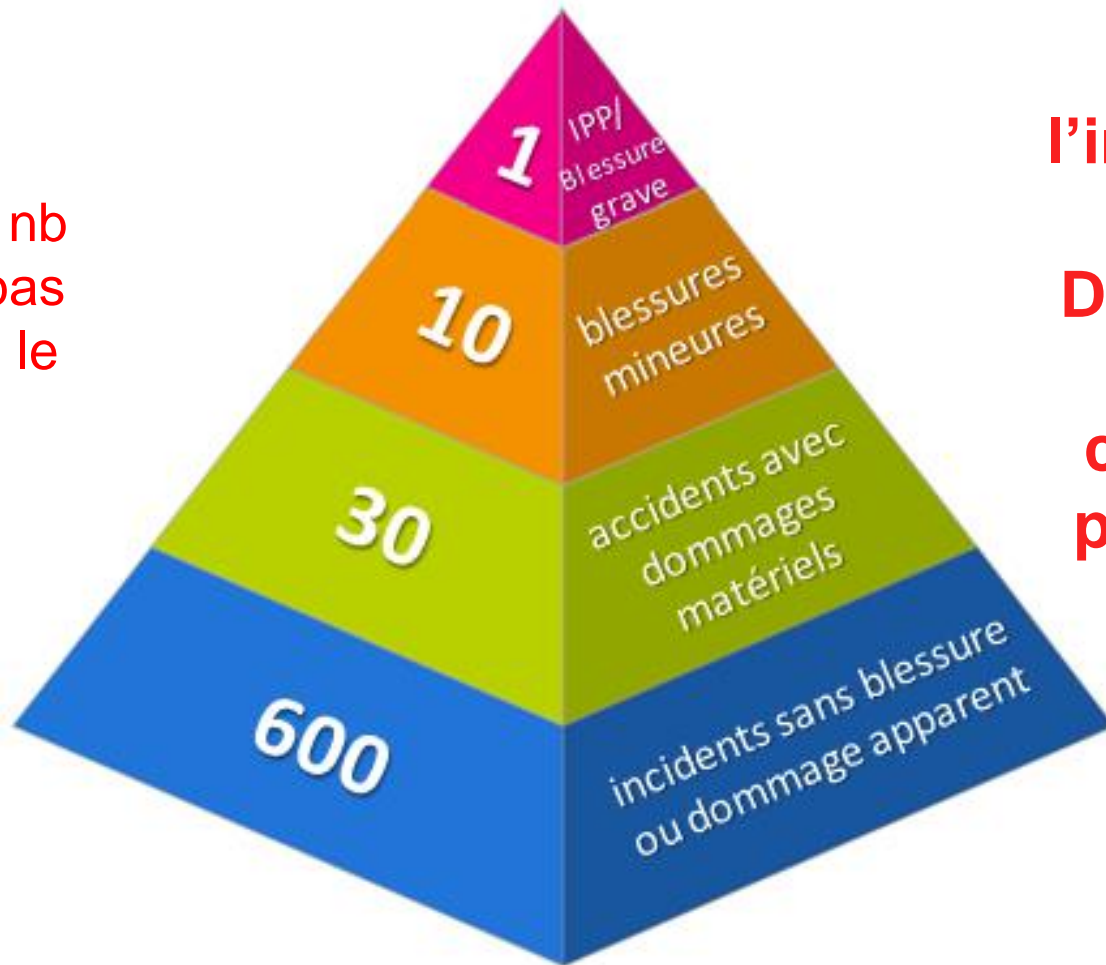 nb
pas
le
1
IPP/
Blessure
grave
10
blessures
mineures
30
accidents avec
dommages
matériels
600
incidents sans blessure
ou dommage apparent
D
p